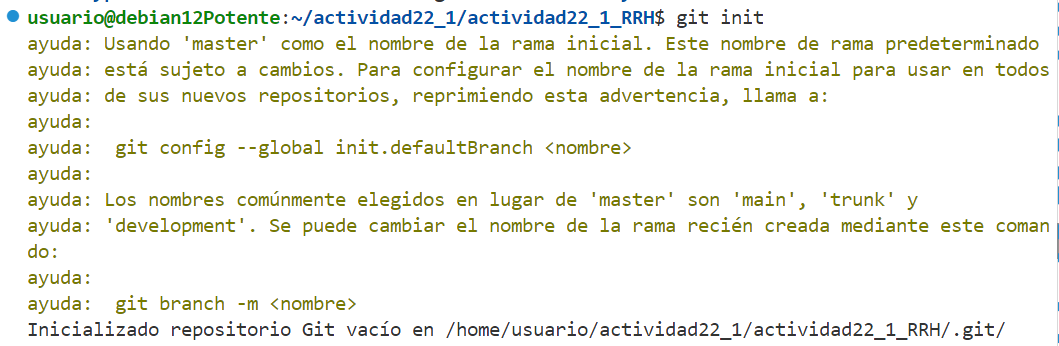 usuario@debian12Potente:~/actividad22_1/actividad22_1_RRH$ git init
ayuda: Usando 'master' como el nombre de la rama inicial. Este nombre de rama predeterminado
ayuda: está sujeto a cambios. Para configurar el nombre de la rama inicial para usar en todos
ayuda: de sus nuevos repositorios, reprimiendo esta advertencia, llama a:
ayuda:
ayuda:  git config --global init.defaultBranch <nombre>
ayuda:
ayuda: Los nombres comúnmente elegidos en lugar de 'master' son 'main', 'trunk' y
ayuda: 'development'. Se puede cambiar el nombre de la rama recién creada mediante este coman
do:
ayuda:
ayuda:  git branch -m <nombre>
Inicializado repositorio Git vacío en /home/usuario/actividad22_1/actividad22_1_RRH/.git/